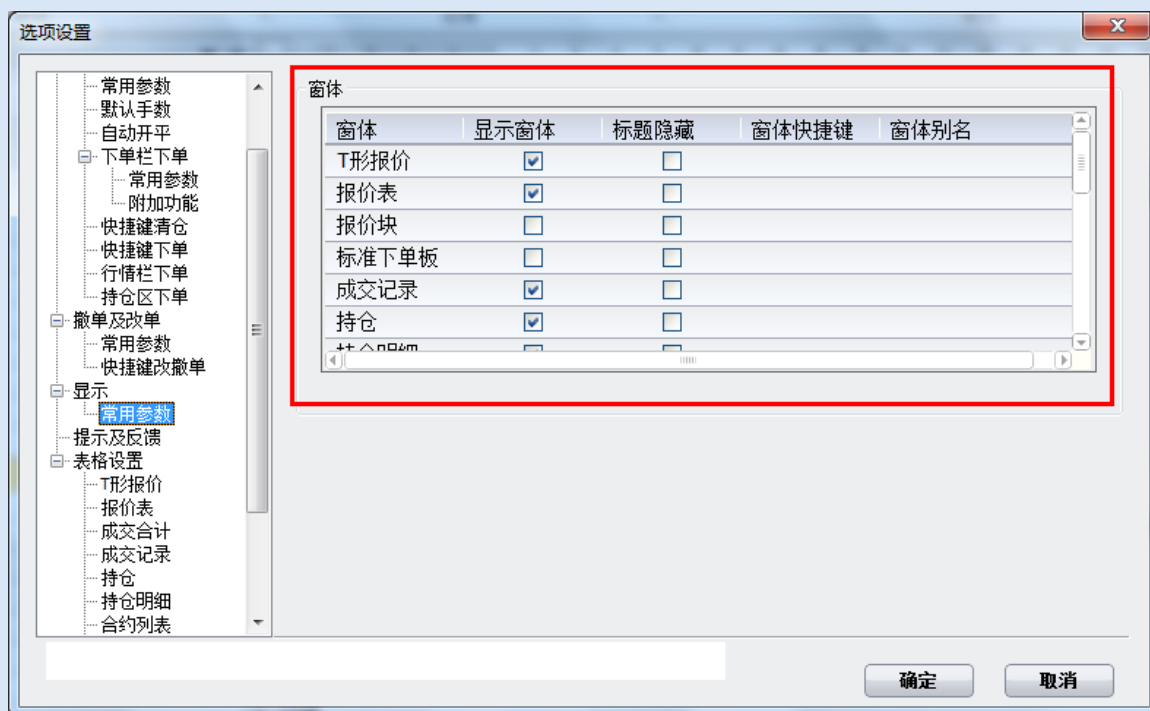 选项设置
常用参数
默认手数
自动开平
下单栏下单
常用参数
附加功能
快捷键清仓
快捷键下单
行情栏下单
持仓区下单
撤单及改单
常用参数
快捷键改撤单
显示
常用参数
提示及反馈
表格设置
T形报价
报价表
成交合计
成交记录
持仓
持仓明细
合约列表
窗体
窗体 显示窗体 标题隐藏 窗体快捷键 窗体别名
T形报价
报价表
报价块
标准下单板
成交记录
持仓
持仓明细
确定 取消